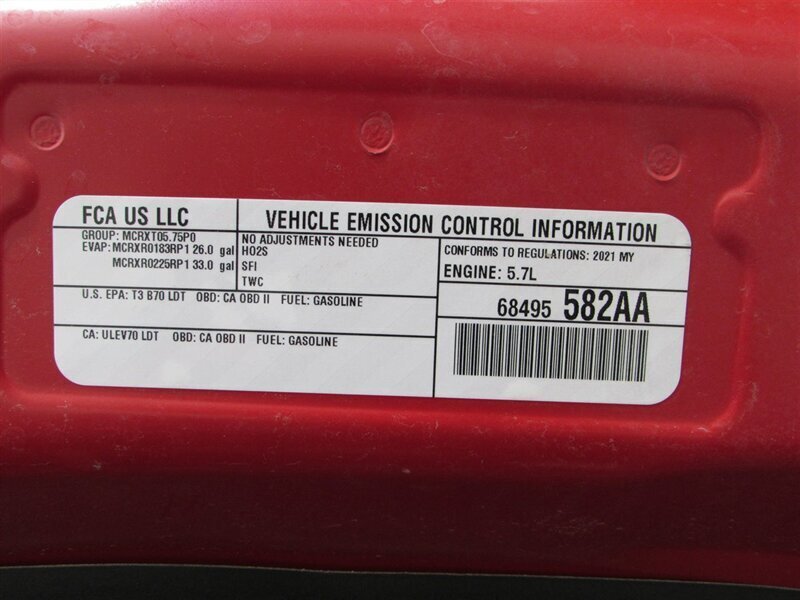 FCA US LLC
VEHICLE EMISSION CONTROL INFORMATION
GROUP: MCRXT05.75P0
EVAP: MCRXR0183RP1 26.0 gal
MCRXR0225RP1 33.0 gal
NO ADJUSTMENTS NEEDED
HO2S
SFI
TWC
CONFORMS TO REGULATIONS: 2021 MY
ENGINE: 5.7L
U.S. EPA: T3 B70 LDT OBD: CA OBD II FUEL: GASOLINE
68495 582AA
CA: ULEV70 LDT OBD: CA OBD II FUEL: GASOLINE